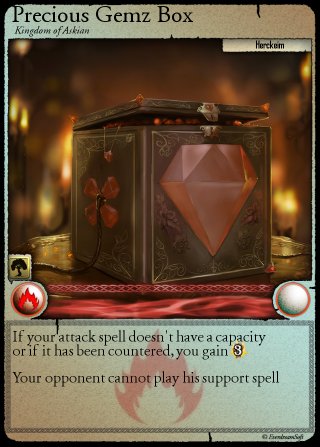 Precious Gemz Box
Kingdom of Askian
Herckeim
If your attack spell doesn't have a capacity
or if it has been countered, you gain 3
Your opponent cannot play his support spell
© EverdreamSoft